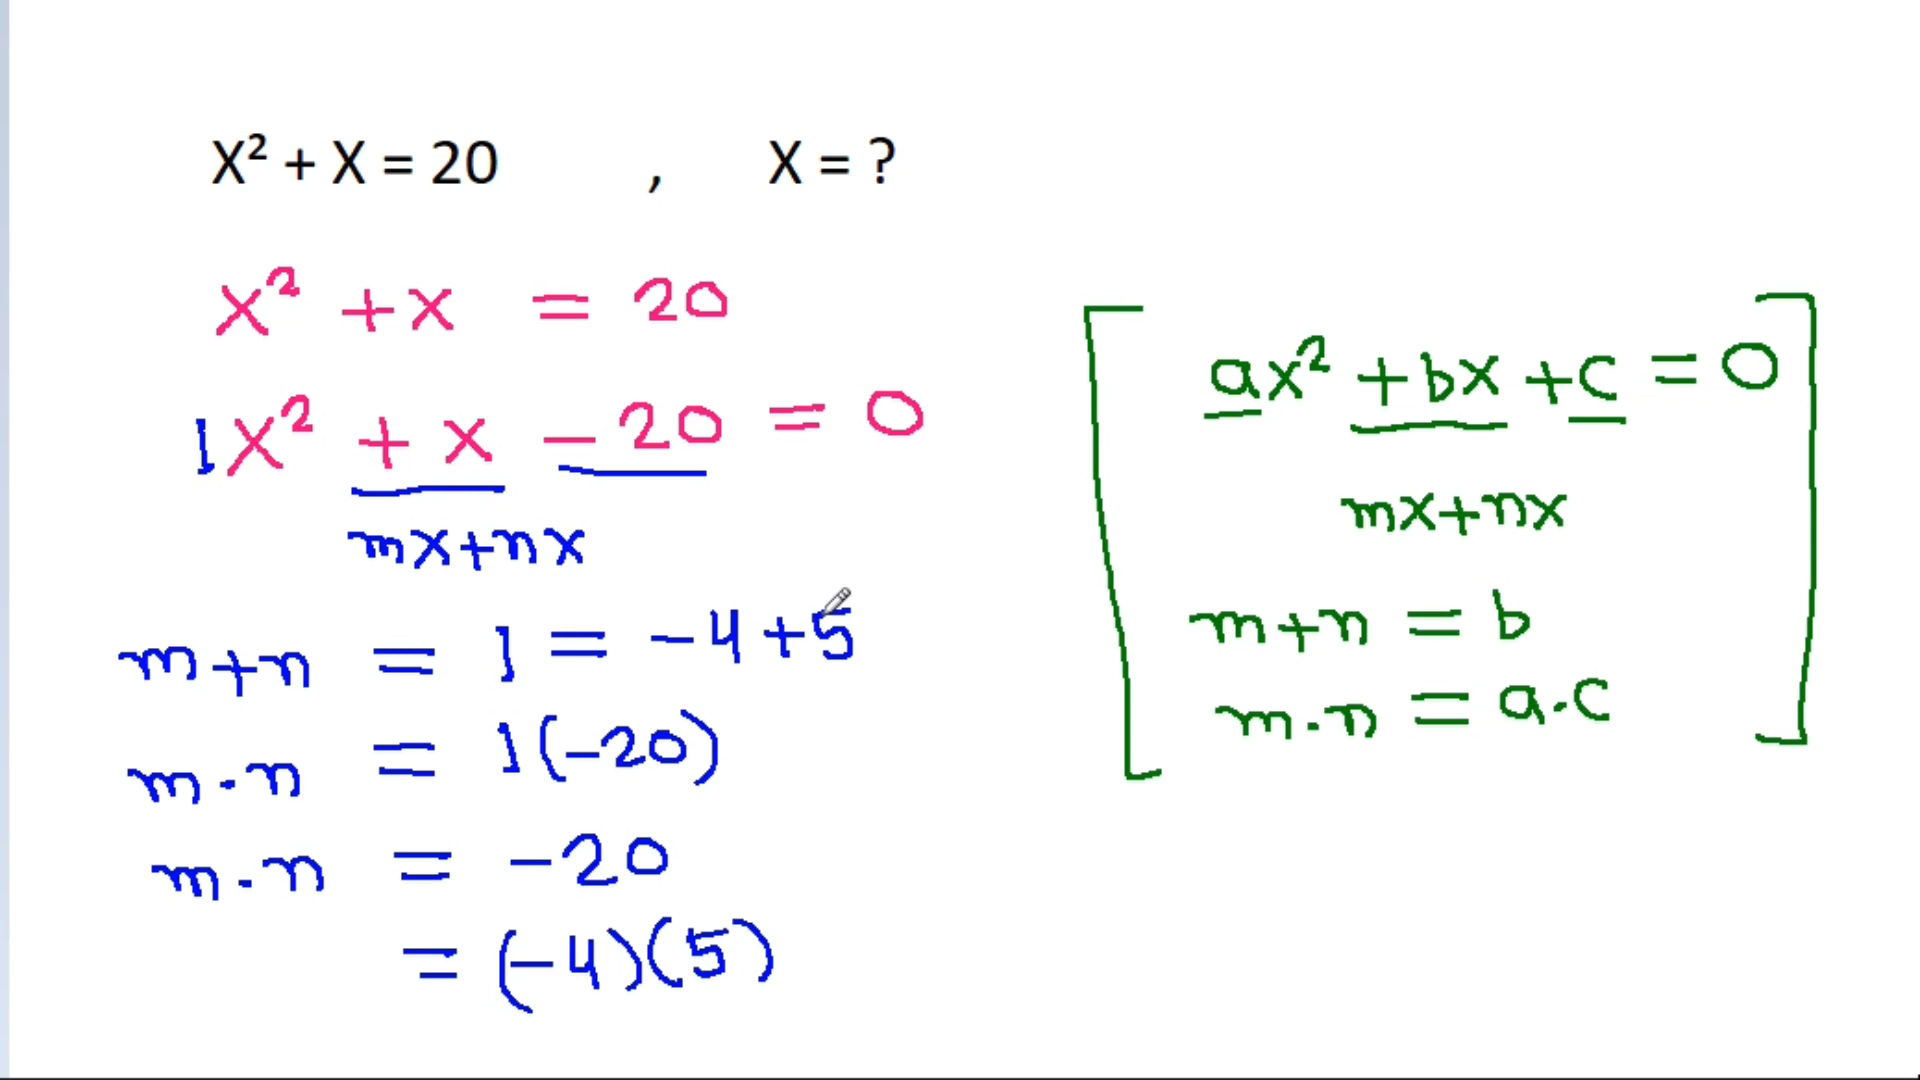 X² + X = 20 , X = ?
x² + x = 20
1x² + x - 20 = 0
mx+nx
m+n = 1 = -4+5
m·n = 1(-20)
m·n = -20
= (-4)(5)
ax² + bx + c = 0
mx+nx
m+n = b
m·n = a·c